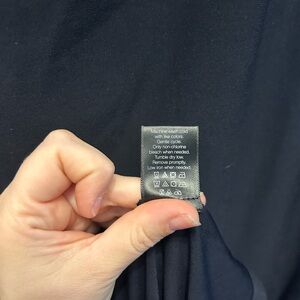 Machine wash cold
with like colors.
Gentle cycle.
Only non-chlorine
bleach when needed.
Tumble dry low.
Remove promptly.
Low iron when needed.